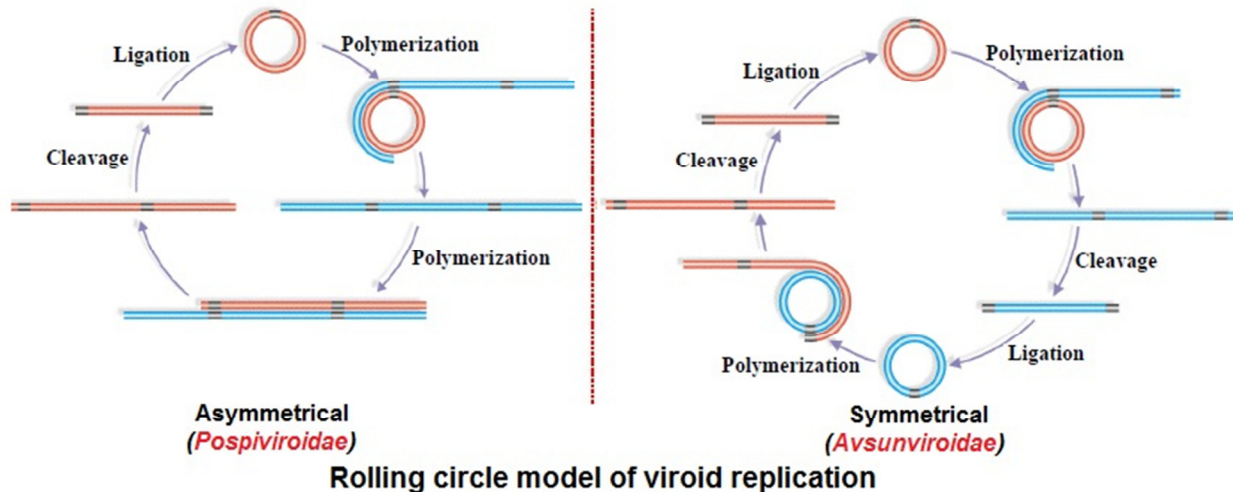 Ligation
Polymerization
Cleavage
Polymerization
Asymmetrical
(Pospiviroidae)
Ligation
Polymerization
Cleavage
Cleavage
Polymerization
Ligation
Symmetrical
(Avsunviroidae)
Rolling circle model of viroid replication